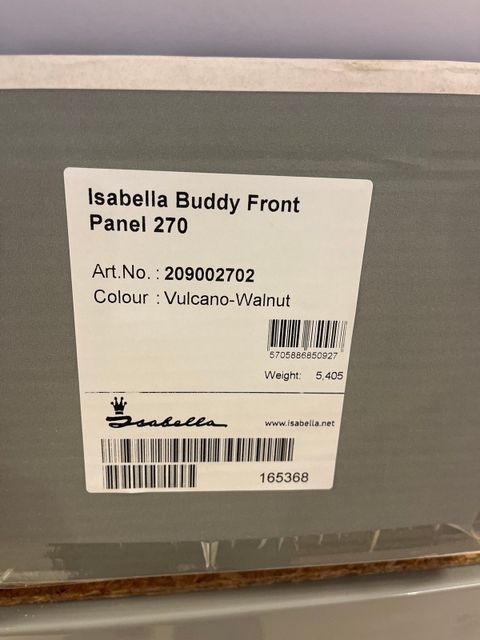 Isabella Buddy Front
Panel 270
Art.No. : 209002702
Colour : Vulcano-Walnut
5705886850927
Weight: 5,405
Isabella
www.isabella.net
165368